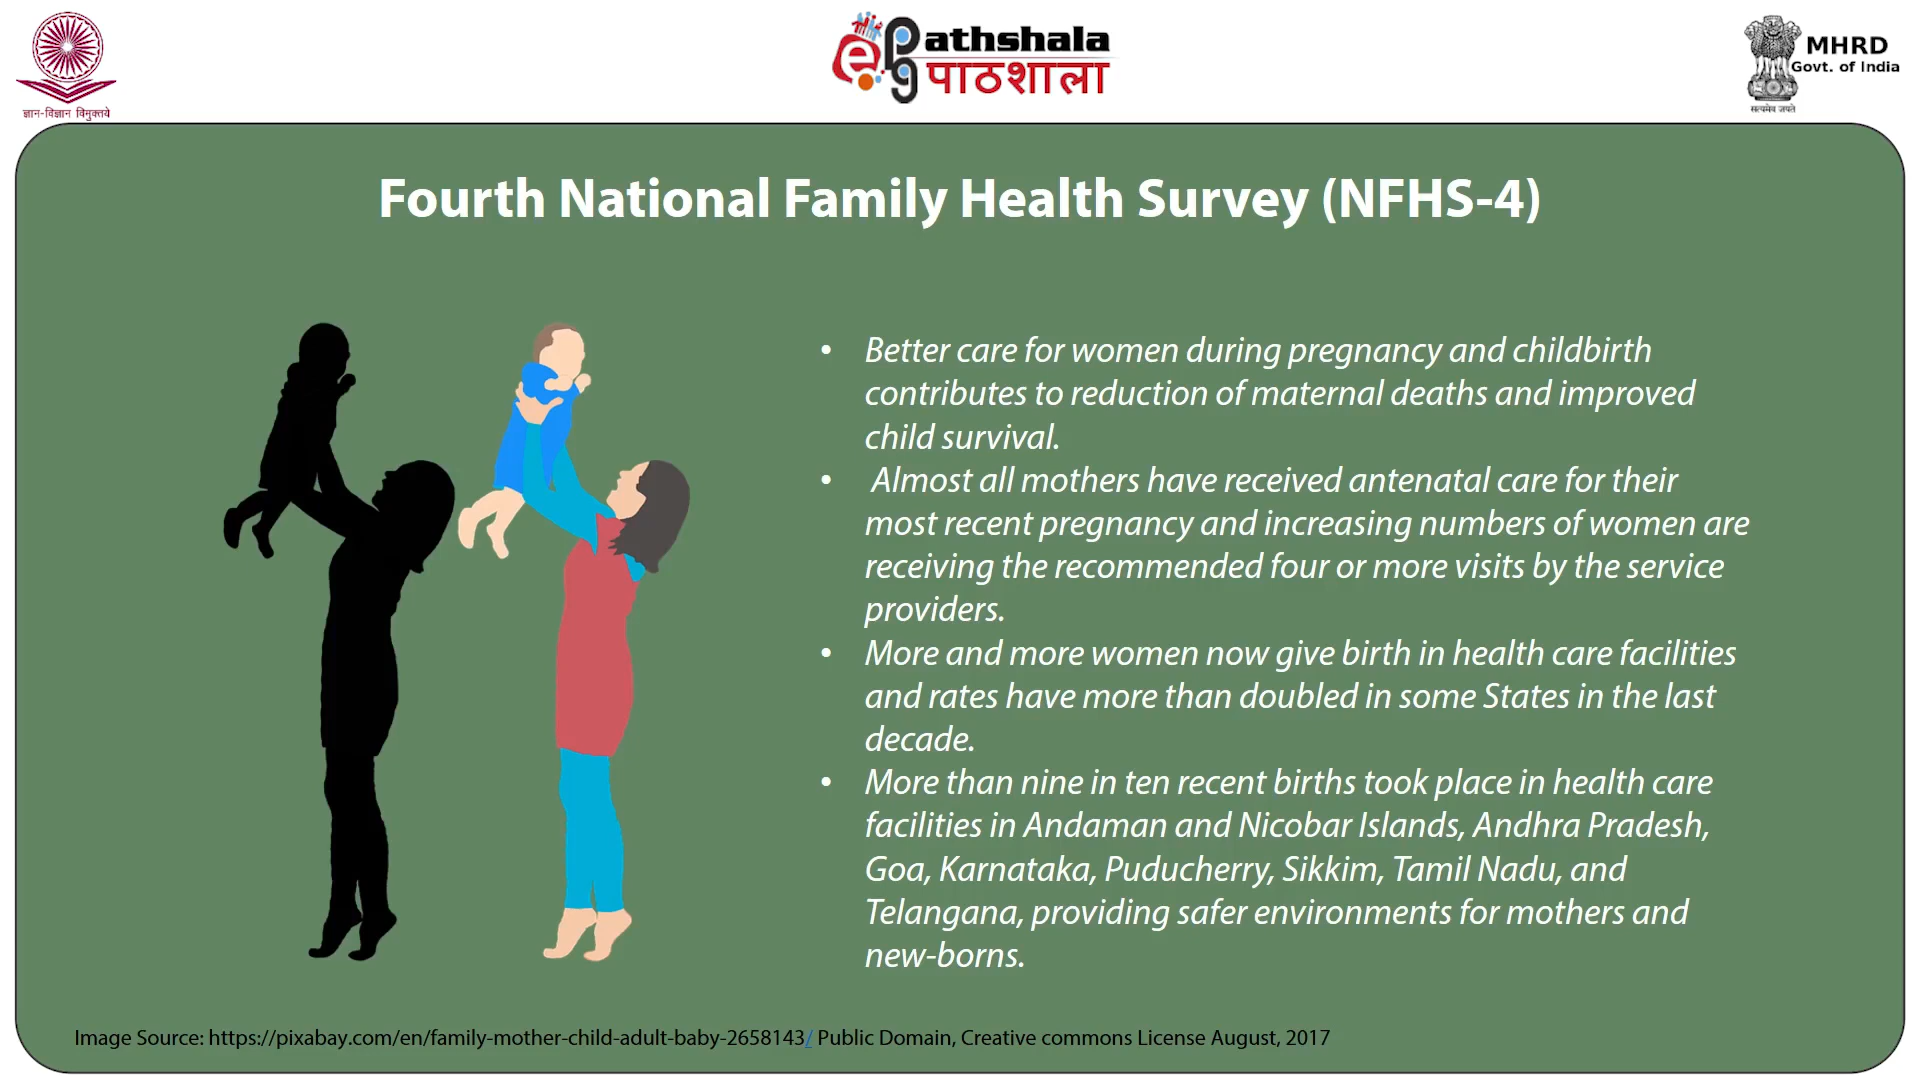 ज्ञान-विज्ञान विमुक्तये
ePG Pathshala
पाठशाला
MHRD
Govt. of India
सत्यमेव जयते
Fourth National Family Health Survey (NFHS-4)
• Better care for women during pregnancy and childbirth
contributes to reduction of maternal deaths and improved
child survival.
• Almost all mothers have received antenatal care for their
most recent pregnancy and increasing numbers of women are
receiving the recommended four or more visits by the service
providers.
• More and more women now give birth in health care facilities
and rates have more than doubled in some States in the last
decade.
• More than nine in ten recent births took place in health care
facilities in Andaman and Nicobar Islands, Andhra Pradesh,
Goa, Karnataka, Puducherry, Sikkim, Tamil Nadu, and
Telangana, providing safer environments for mothers and
new-borns.
Image Source: https://pixabay.com/en/family-mother-child-adult-baby-2658143/ Public Domain, Creative commons License August, 2017